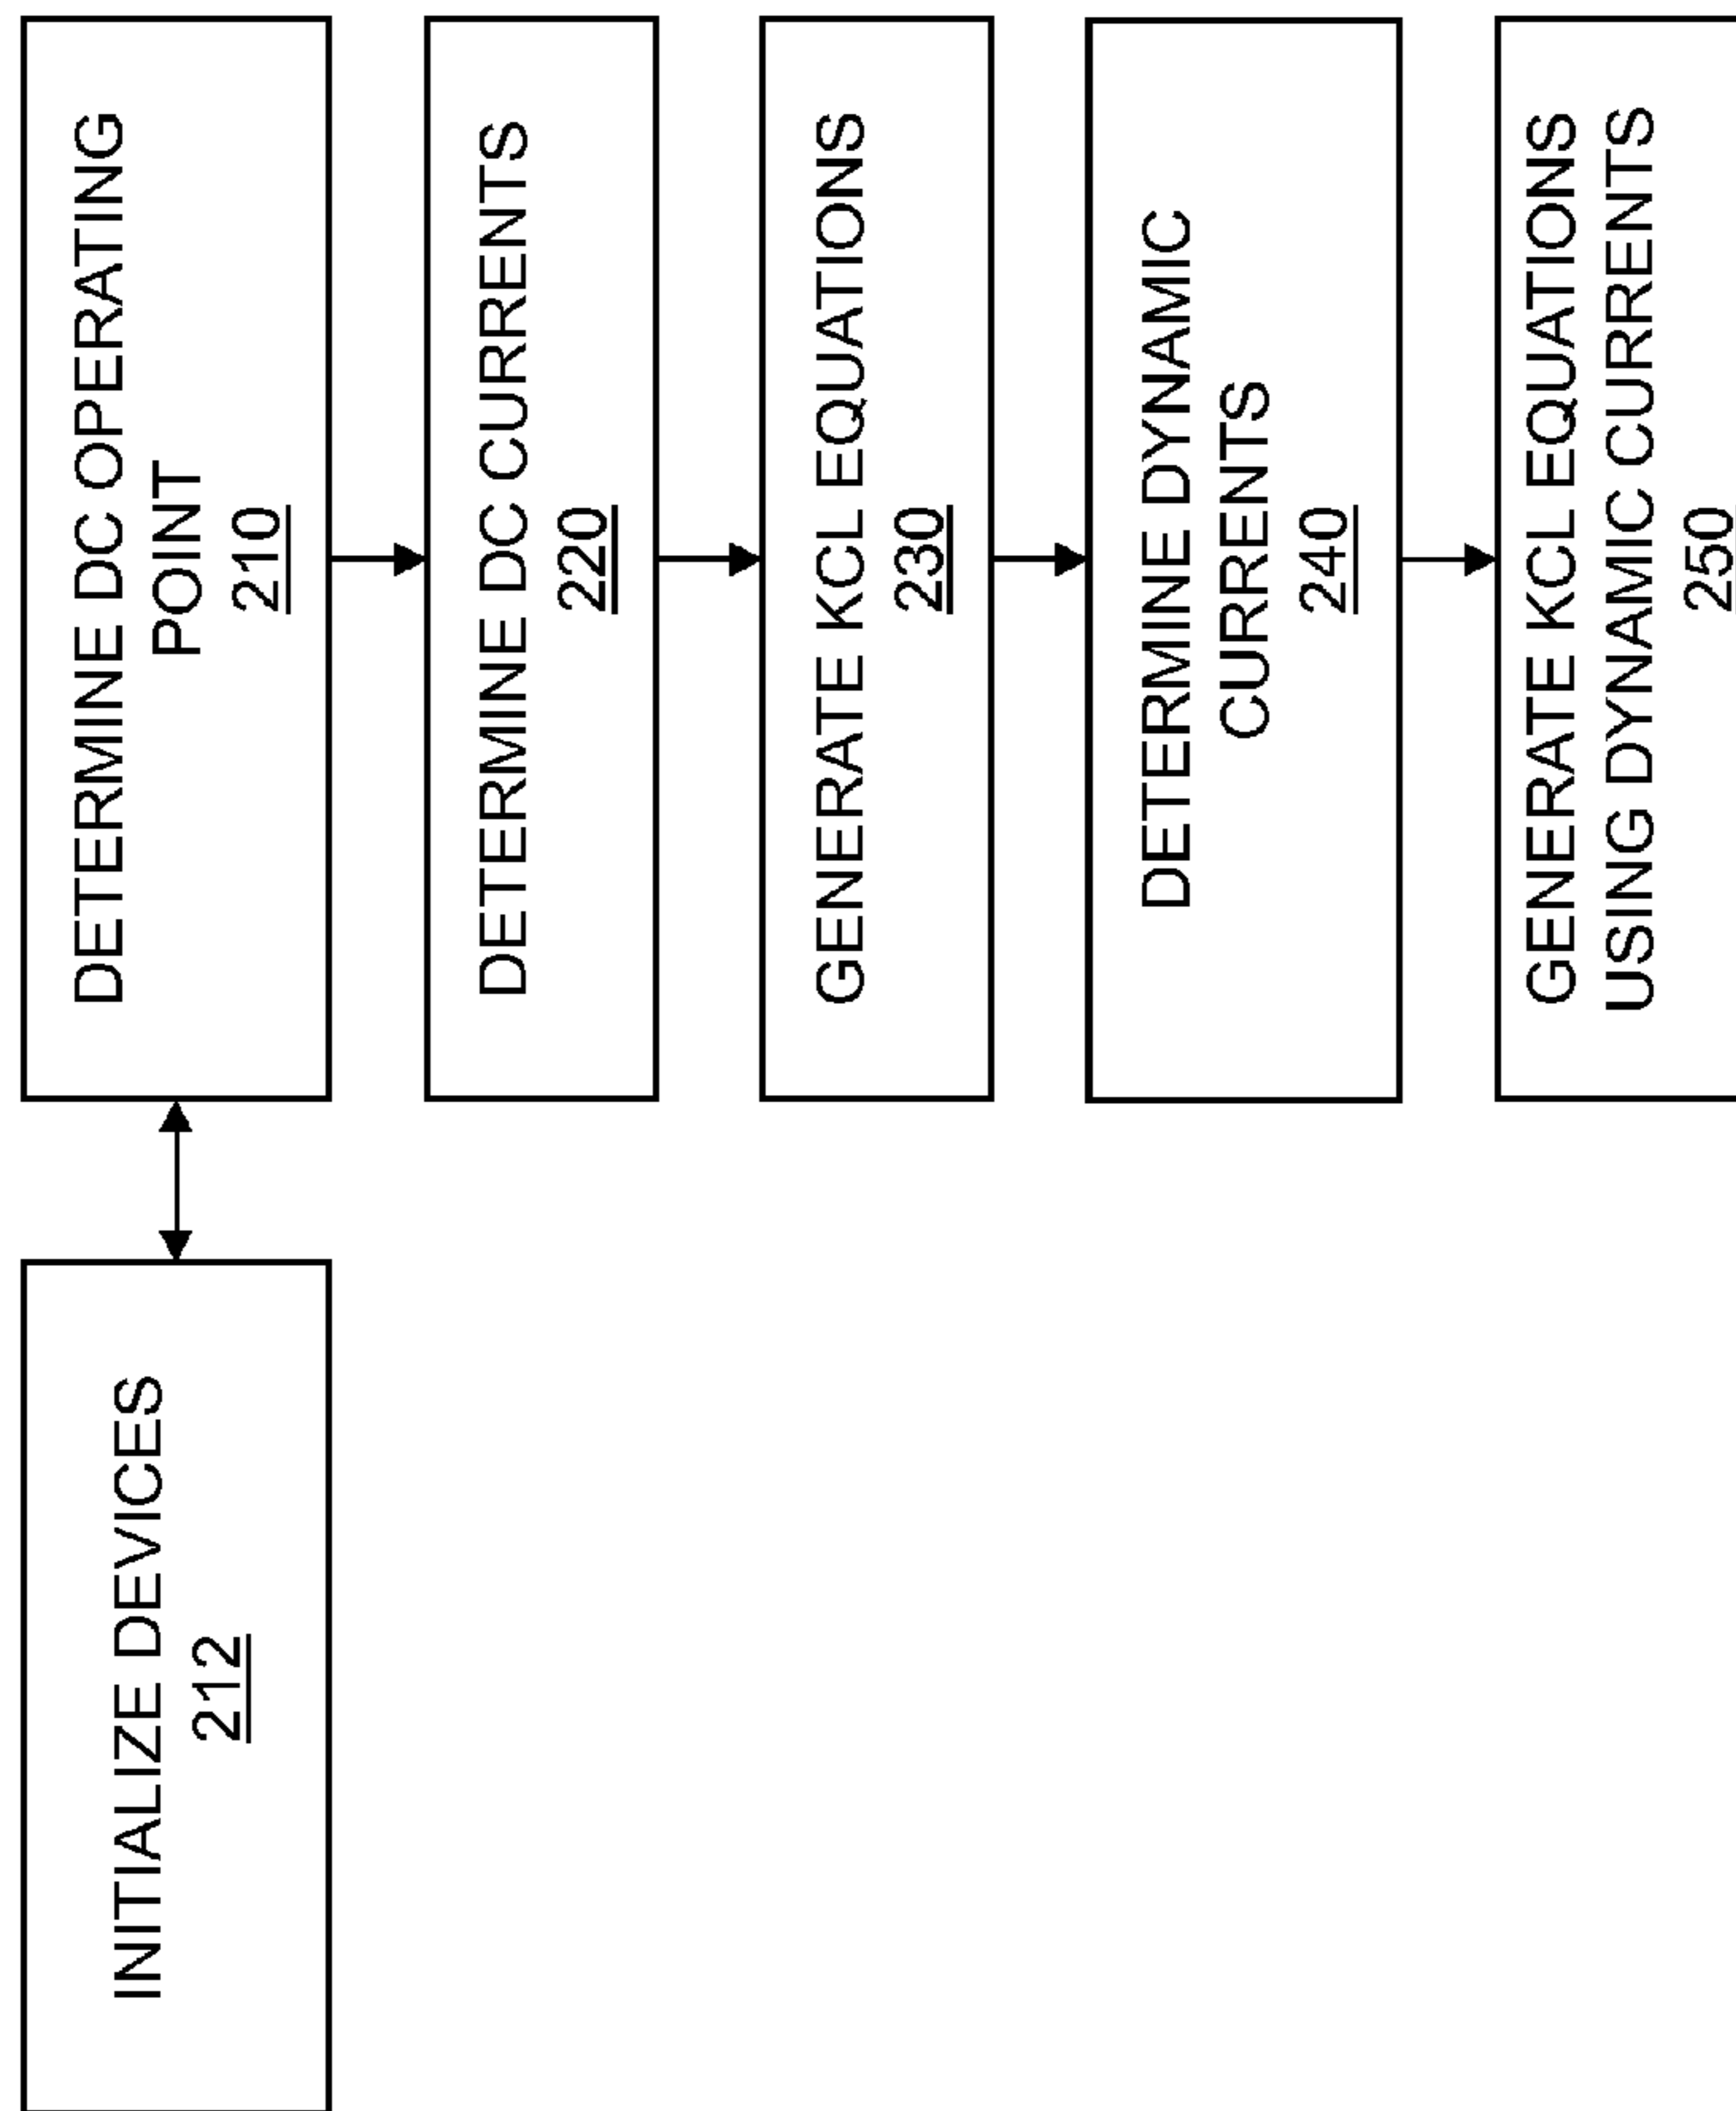 INITIALIZE DEVICES
212
DETERMINE DC OPERATING
POINT
210
DETERMINE DC CURRENTS
220
GENERATE KCL EQUATIONS
230
DETERMINE DYNAMIC
CURRENTS
240
GENERATE KCL EQUATIONS
USING DYNAMIC CURRENTS
250